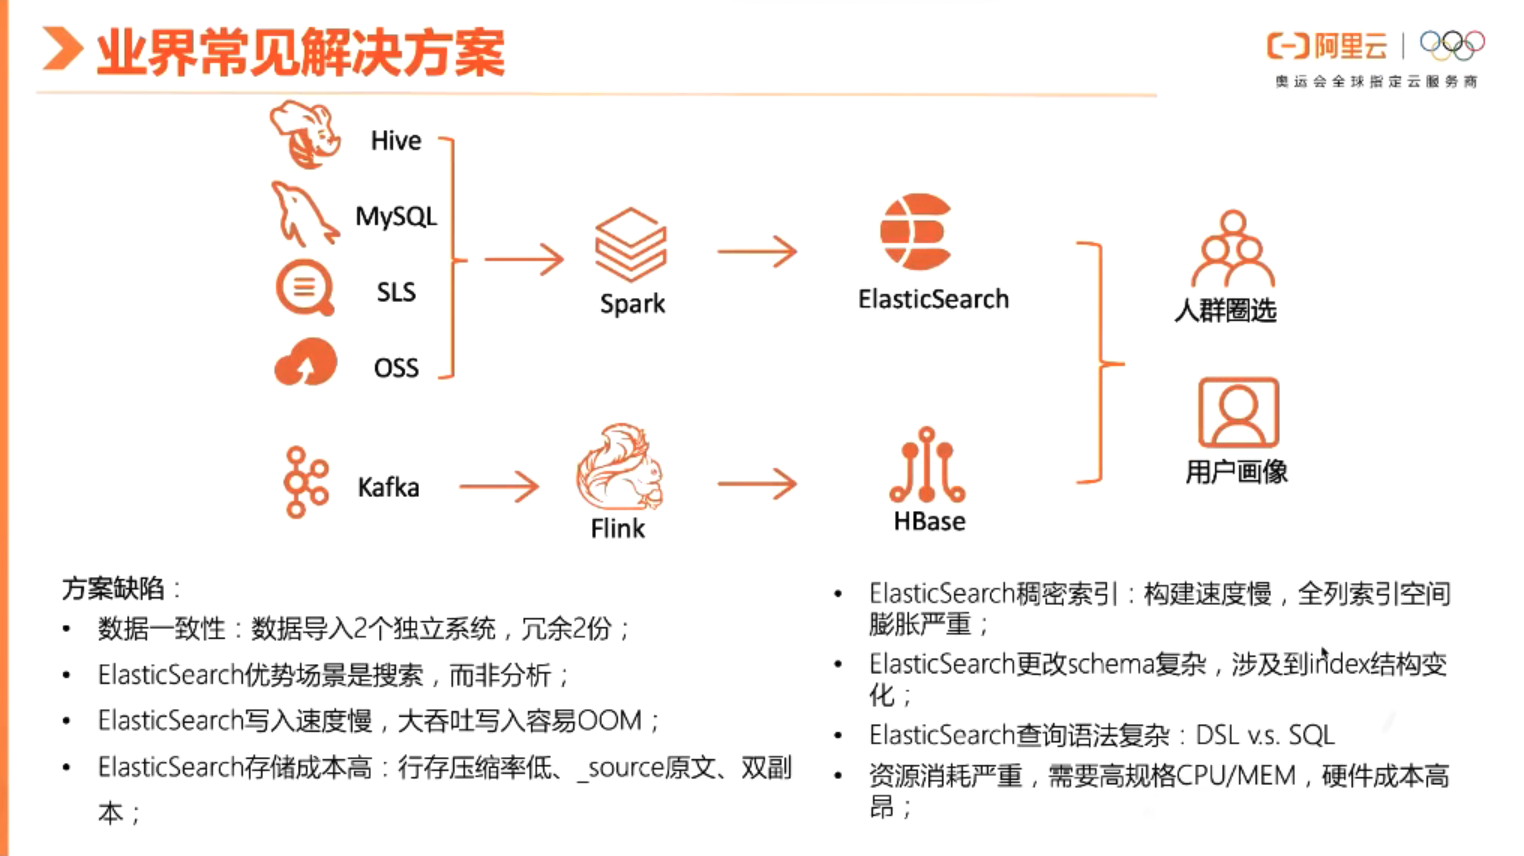 业界常见解决方案
阿里云
奥运会全球指定云服务商
Hive
MySQL
SLS
OSS
Spark
ElasticSearch
人群圈选
用户画像
Kafka
Flink
HBase
方案缺陷：
• 数据一致性：数据导入2个独立系统，冗余2份；
• ElasticSearch优势场景是搜索，而非分析；
• ElasticSearch写入速度慢，大吞吐写入容易OOM；
• ElasticSearch存储成本高：行存压缩率低、_source原文、双副
本；
• ElasticSearch稠密索引：构建速度慢，全列索引空间
膨胀严重；
• ElasticSearch更改schema复杂，涉及到index结构变
化；
• ElasticSearch查询语法复杂：DSL v.s. SQL
• 资源消耗严重，需要高规格CPU/MEM，硬件成本高
昂；